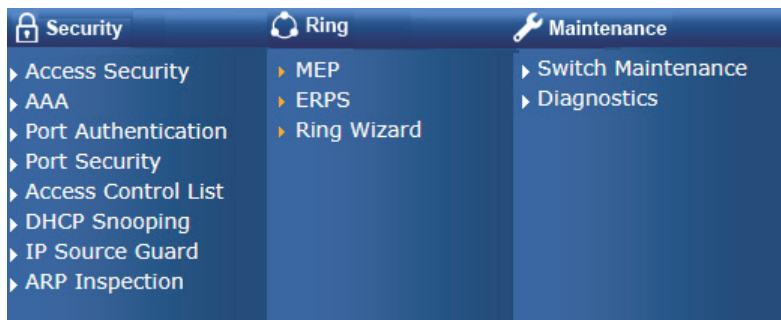 Security
Access Security
AAA
Port Authentication
Port Security
Access Control List
DHCP Snooping
IP Source Guard
ARP Inspection
Ring
MEP
ERPS
Ring Wizard
Maintenance
Switch Maintenance
Diagnostics